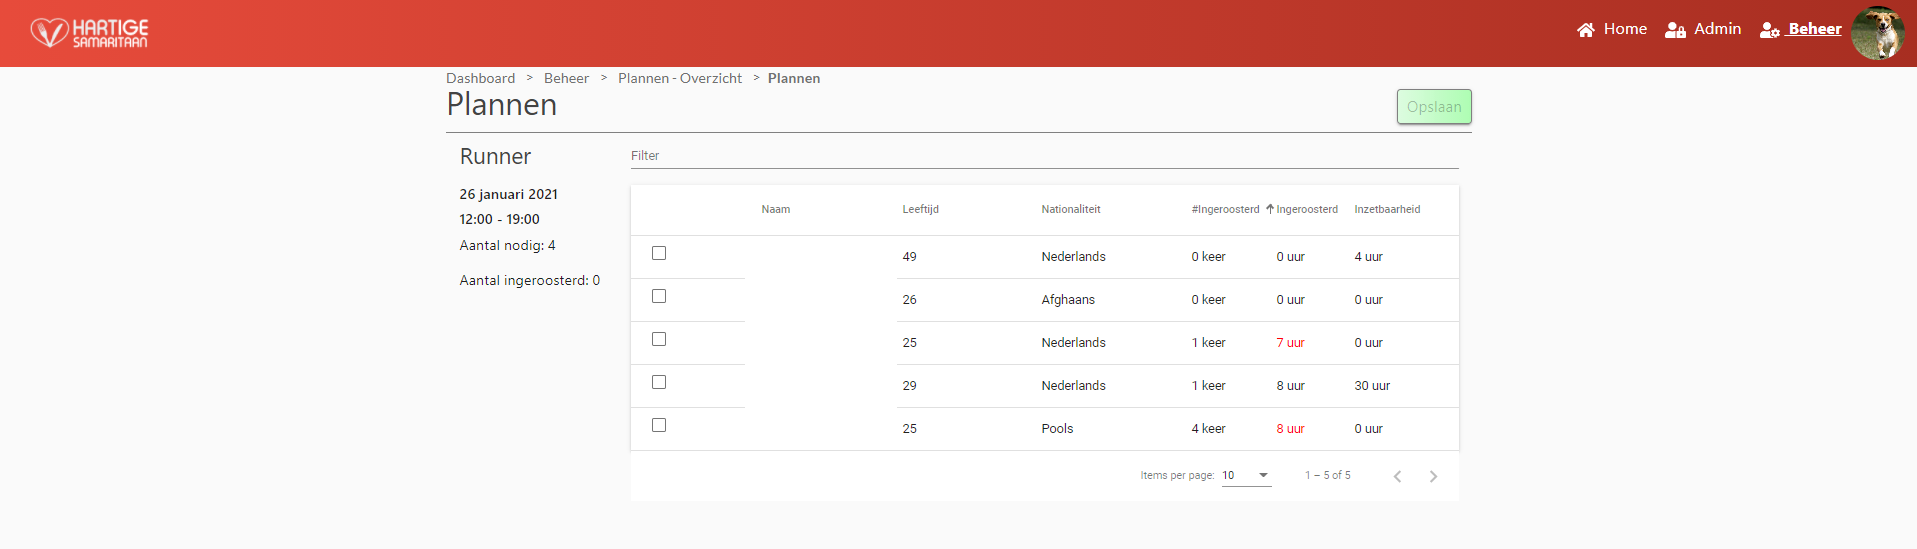 HARTIGE
SAMARITAAN
Home Admin Beheer
Dashboard > Beheer > Plannen - Overzicht > Plannen
Plannen
Opslaan
Runner
26 januari 2021
12:00 - 19:00
Aantal nodig: 4
Aantal ingeroosterd: 0
Filter
Naam Leeftijd Nationaliteit #Ingeroosterd Ingeroosterd Inzetbaarheid
49 Nederlands 0 keer 0 uur 4 uur
26 Afghaans 0 keer 0 uur 0 uur
25 Nederlands 1 keer 7 uur 0 uur
29 Nederlands 1 keer 8 uur 30 uur
25 Pools 4 keer 8 uur 0 uur
Items per page: 10 1 – 5 of 5